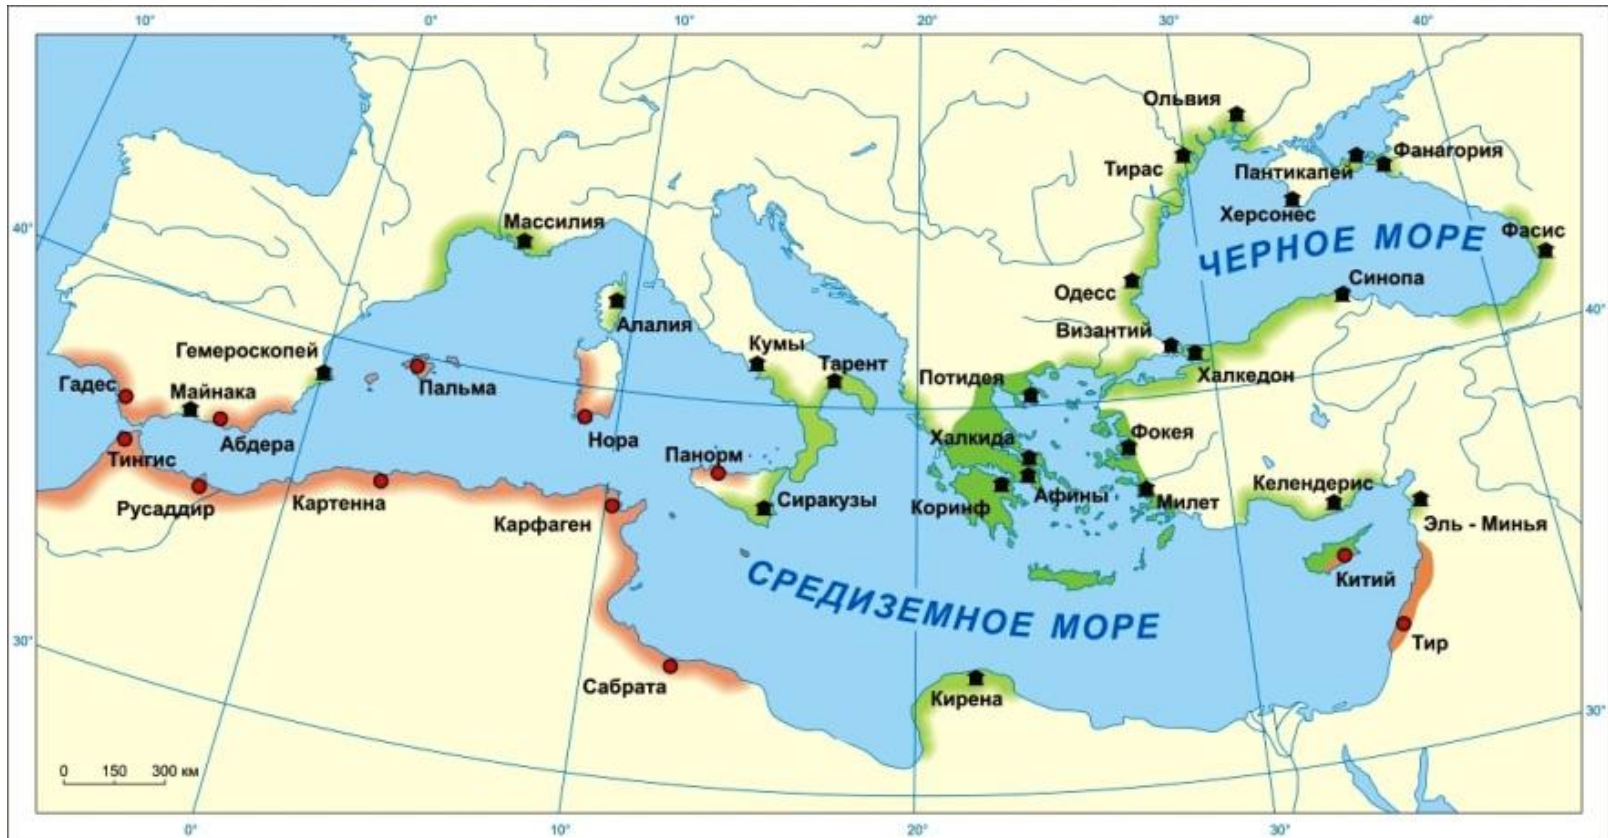 10°
0°
10°
20°
30°
40°
Ольвия
Тирас
Пантикапей
Фанагория
Херсонес
Массилия
40°
ЧЕРНОЕ МОРЕ
Фасис
Синопа
Одесс
40°
Алалия
Византий
Гемероскопей
Кумы
Тарент
Потидея
Халкедон
Гадес
Майнака
Пальма
Абдера
Нора
Халкида
Фокея
Тингис
Панорм
Келендерис
Русаддир
Картенна
Карфаген
Сиракузы
Коринф
Афины
Милет
Эль - Минья
СРЕДИЗЕМНОЕ МОРЕ
Китий
30°
Тир
Сабрата
Кирена
30°
0 150 300 км
0°
10°
20°
30°